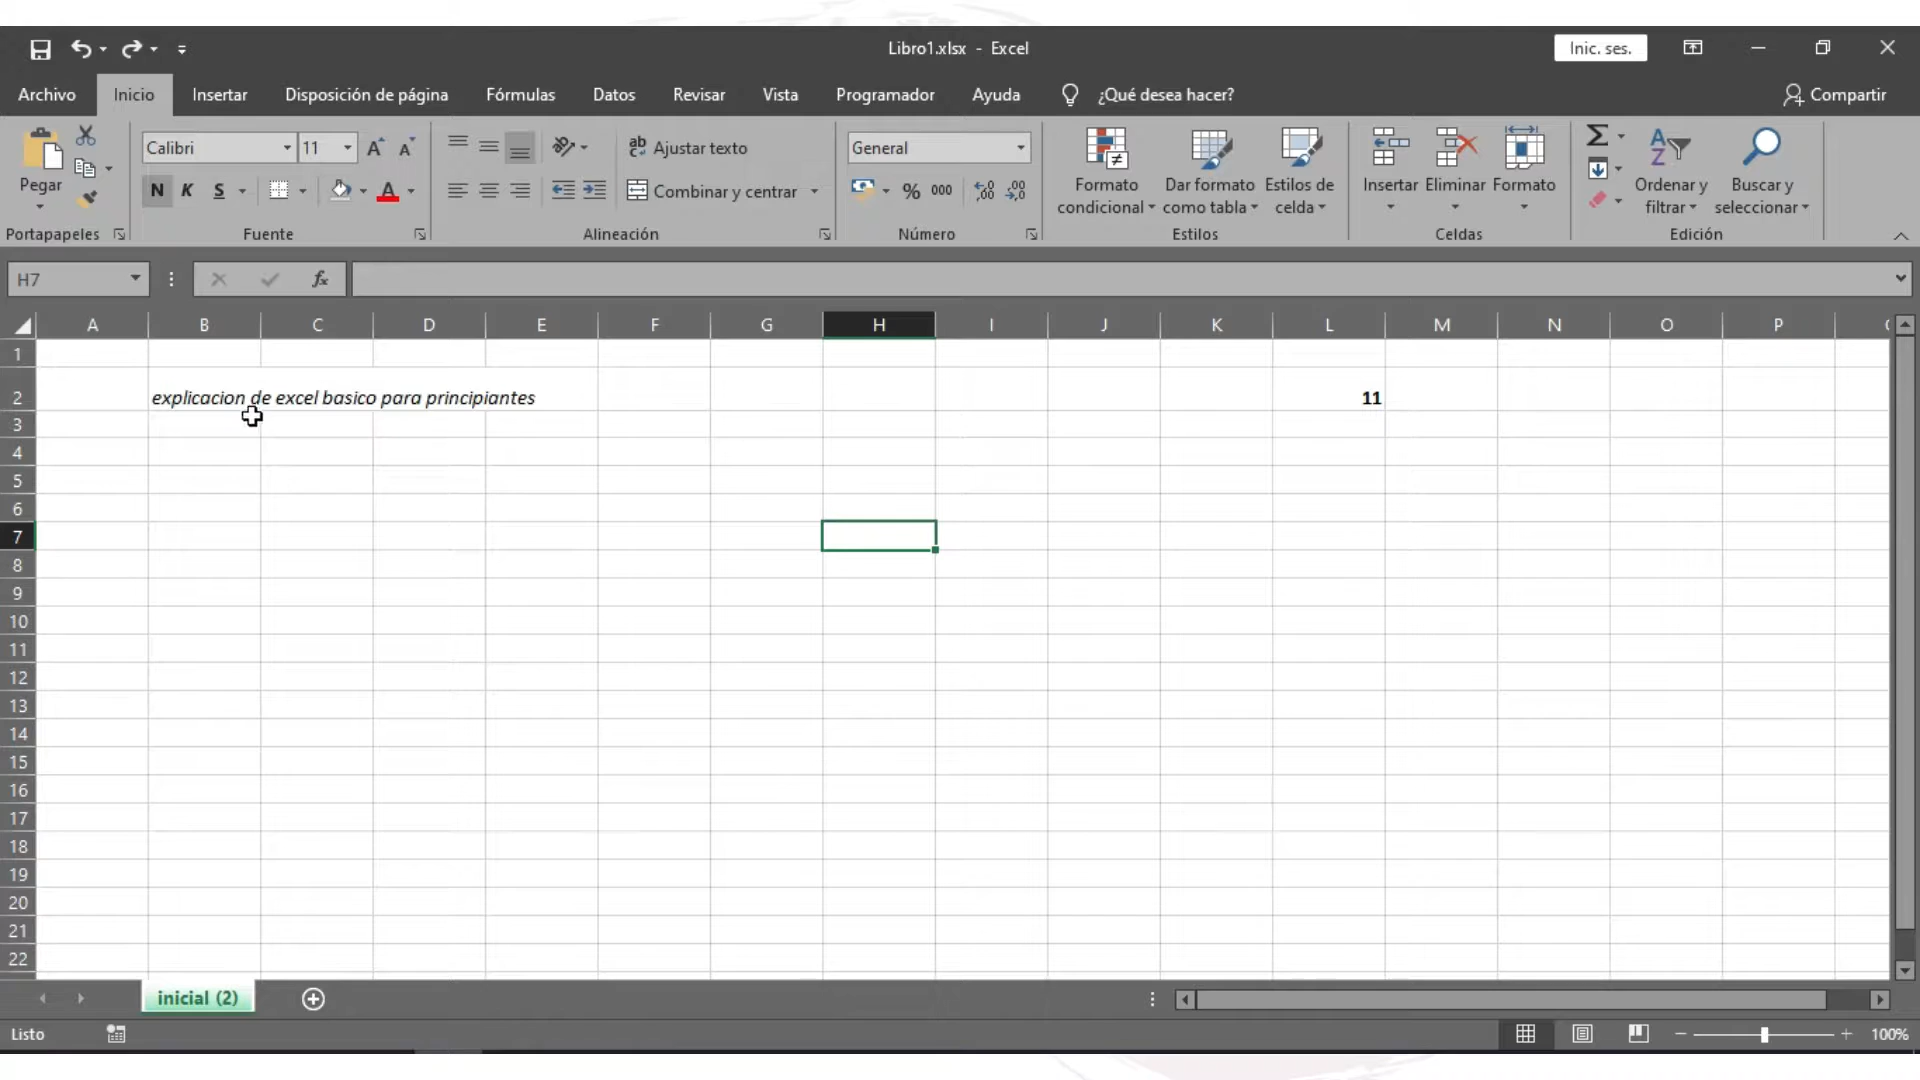 Libro1.xlsx - Excel
Inic. ses.
Archivo Inicio Insertar Disposición de página Fórmulas Datos Revisar Vista Programador Ayuda ¿Qué desea hacer? Compartir
Pegar
Portapapeles
Calibri 11
N K S A
Fuente
ab Ajustar texto
Combinar y centrar
Alineación
General
% 000
Número
Formato condicional
Dar formato como tabla
Estilos de celda
Estilos
Insertar Eliminar Formato
Celdas
Ordenar y filtrar
Buscar y seleccionar
Edición
H7 fx
A B C D E F G H I J K L M N O P
1
2 explicacion de excel basico para principiantes 11
3
4
5
6
7
8
9
10
11
12
13
14
15
16
17
18
19
20
21
22
inicial (2)
Listo 100%